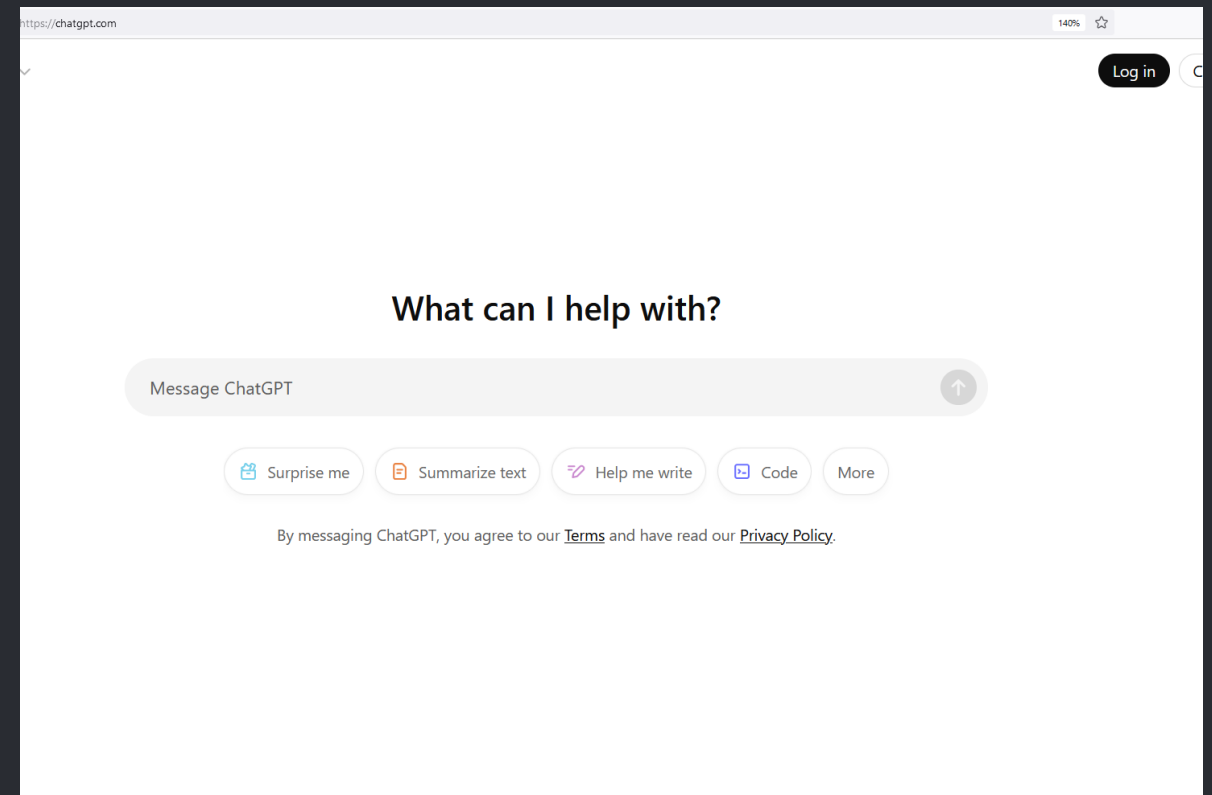 https://chatgpt.com 140%
Log in C
What can I help with?
Message ChatGPT
Surprise me Summarize text Help me write Code More
By messaging ChatGPT, you agree to our Terms and have read our Privacy Policy.